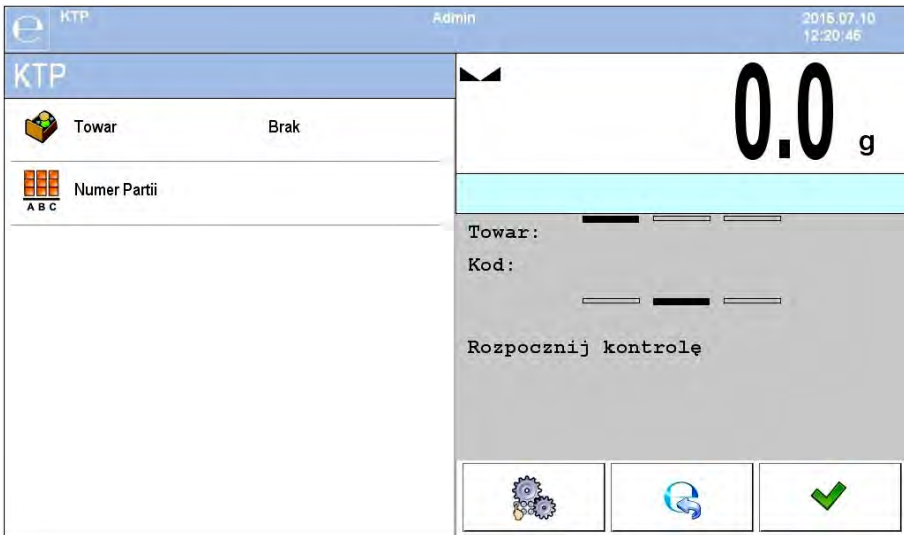 KTP
Admin
2015.07.10
12:20:45
KTP
Towar Brak
ABC
Numer Partii
0.0 g
Towar:
Kod:
Rozpocznij kontrolę